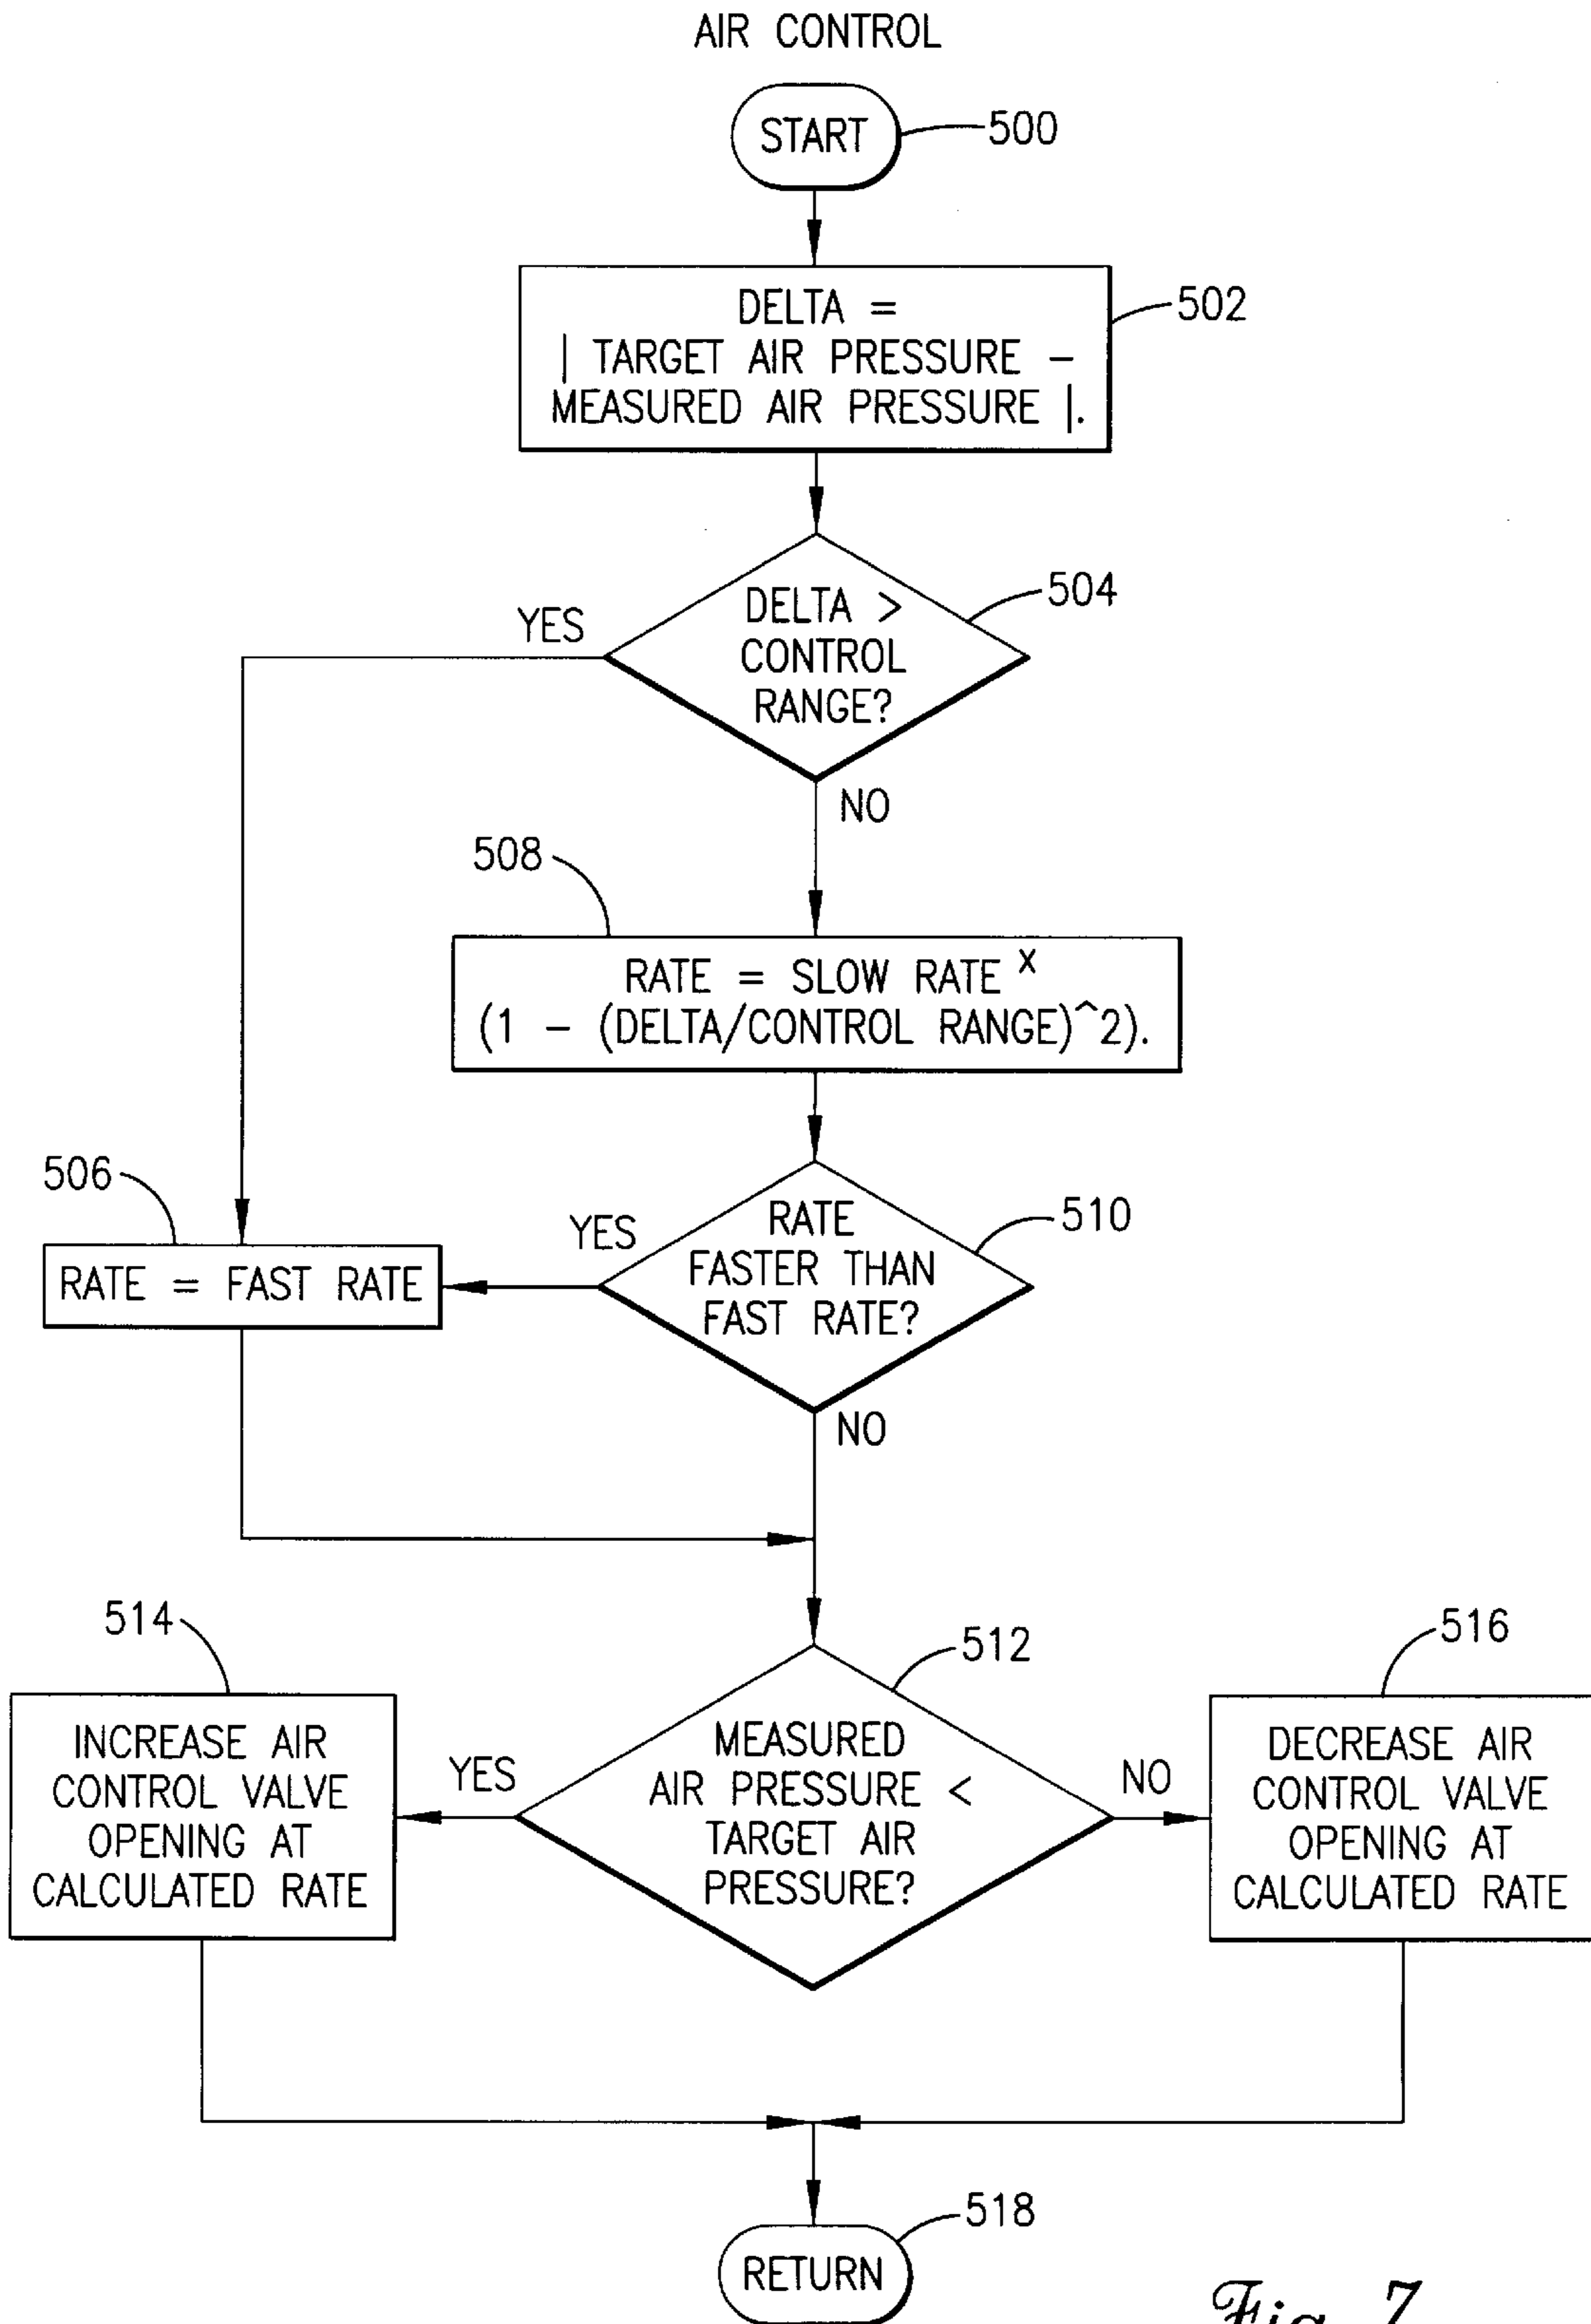 AIR CONTROL
START
500
DELTA =
| TARGET AIR PRESSURE –
MEASURED AIR PRESSURE |.
502
DELTA >
CONTROL
RANGE?
504
YES
NO
508
RATE = SLOW RATE x
(1 – (DELTA/CONTROL RANGE)^2).
506
RATE = FAST RATE
YES
RATE
FASTER THAN
FAST RATE?
510
NO
514
INCREASE AIR
CONTROL VALVE
OPENING AT
CALCULATED RATE
YES
MEASURED
AIR PRESSURE <
TARGET AIR
PRESSURE?
512
NO
516
DECREASE AIR
CONTROL VALVE
OPENING AT
CALCULATED RATE
RETURN
518
Fig. 7